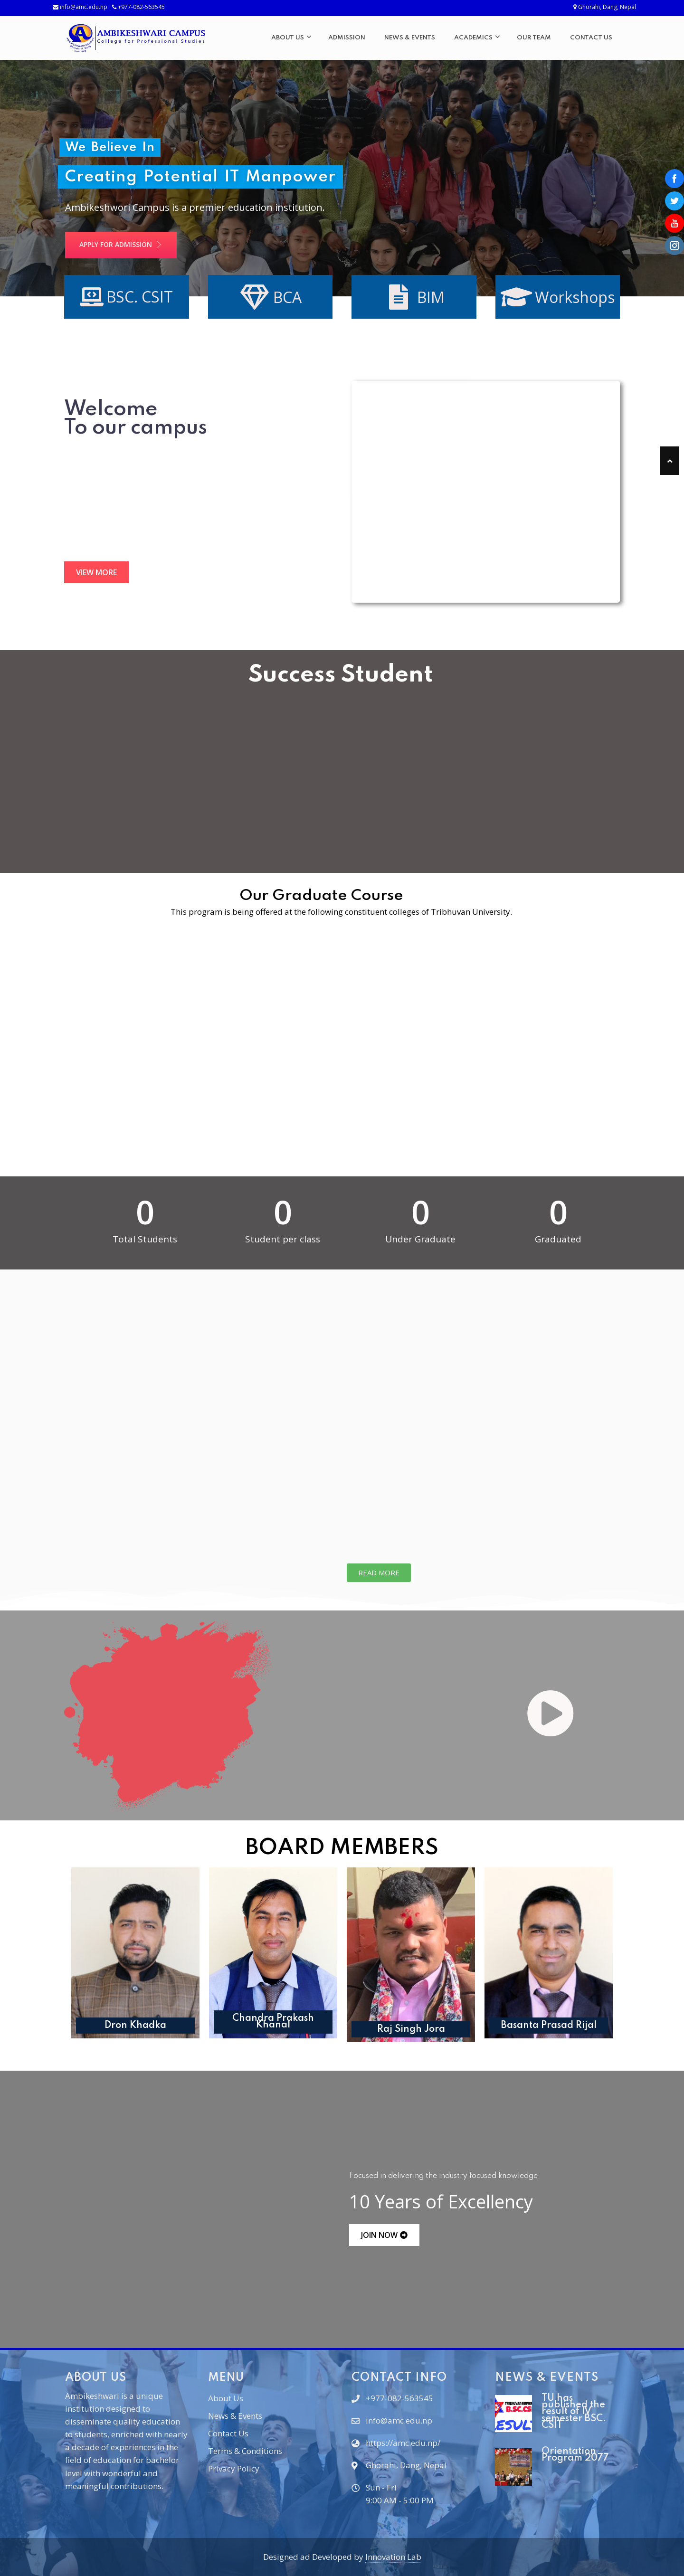 info@amc.edu.np +977-082-563545 Ghorahi, Dang, Nepal
AMBIKESHWARI CAMPUS
College for Professional Studies
ABOUT US ADMISSION NEWS & EVENTS ACADEMICS OUR TEAM CONTACT US
We Believe In
Creating Potential IT Manpower
Ambikeshwori Campus is a premier education institution.
APPLY FOR ADMISSION
BSC. CSIT
BCA
BIM
Workshops
Welcome
To our campus
VIEW MORE
Success Student
Our Graduate Course
This program is being offered at the following constituent colleges of Tribhuvan University.
0
Total Students
0
Student per class
0
Under Graduate
0
Graduated
READ MORE
BOARD MEMBERS
Dron Khadka
Chandra Prakash
Khanal
Raj Singh Jora
Basanta Prasad Rijal
Focused in delivering the industry focused knowledge
10 Years of Excellency
JOIN NOW
ABOUT US
Ambikeshwari is a unique
institution designed to
disseminate quality education
to students, enriched with nearly
a decade of experiences in the
field of education for bachelor
level with wonderful and
meaningful contributions.
MENU
About Us
News & Events
Contact Us
Terms & Conditions
Privacy Policy
CONTACT INFO
+977-082-563545
info@amc.edu.np
https://amc.edu.np/
Ghorahi, Dang, Nepal
Sun - Fri
9:00 AM - 5:00 PM
NEWS & EVENTS
TU has
published the
result of IV
semester BSC.
CSIT
Orientation
Program 2077
Designed ad Developed by Innovation Lab